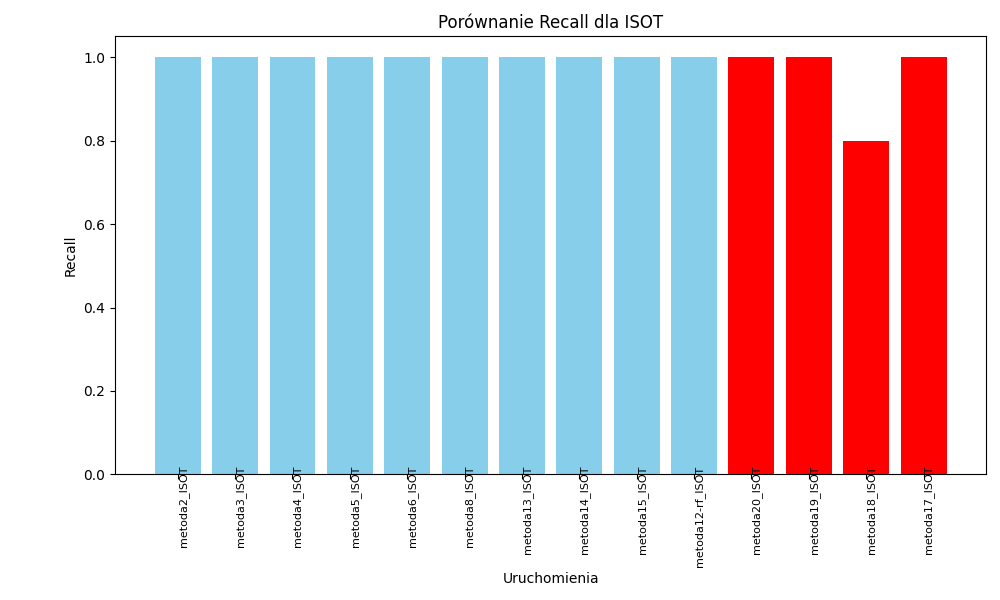 Porównanie Recall dla ISOT
Recall
1.0
0.8
0.6
0.4
0.2
0.0
metoda2_ISOT
metoda3_ISOT
metoda4_ISOT
metoda5_ISOT
metoda6_ISOT
metoda8_ISOT
metoda13_ISOT
metoda14_ISOT
metoda15_ISOT
metoda12-rf_ISOT
metoda20_ISOT
metoda19_ISOT
metoda18_ISOT
metoda17_ISOT
Uruchomienia